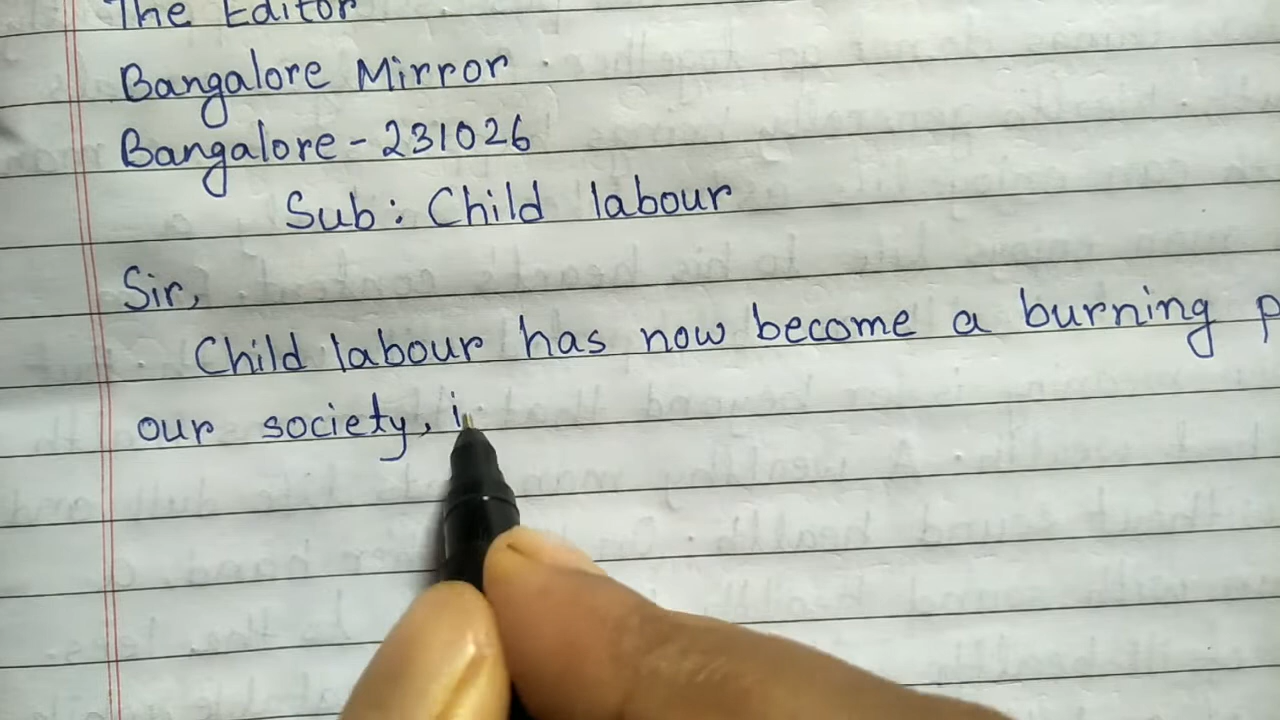 The Editor
Bangalore Mirror
Bangalore - 231026
Sub: Child labour
Sir,
Child labour has now become a burning p
our society, i